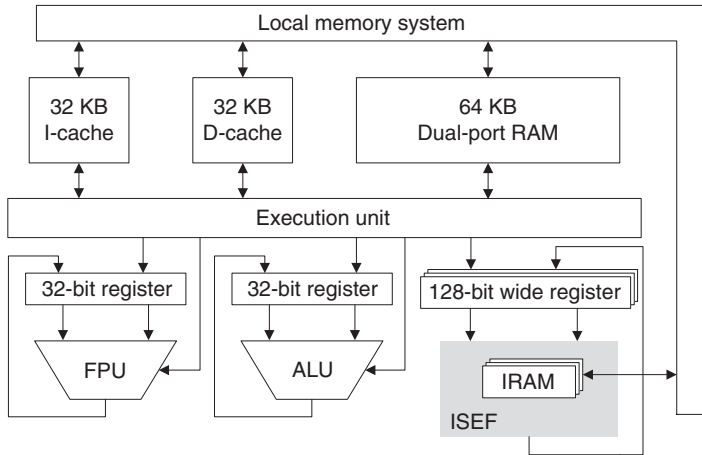 Local memory system
32 KB
I-cache
32 KB
D-cache
64 KB
Dual-port RAM
Execution unit
32-bit register
32-bit register
128-bit wide register
FPU
ALU
IRAM
ISEF